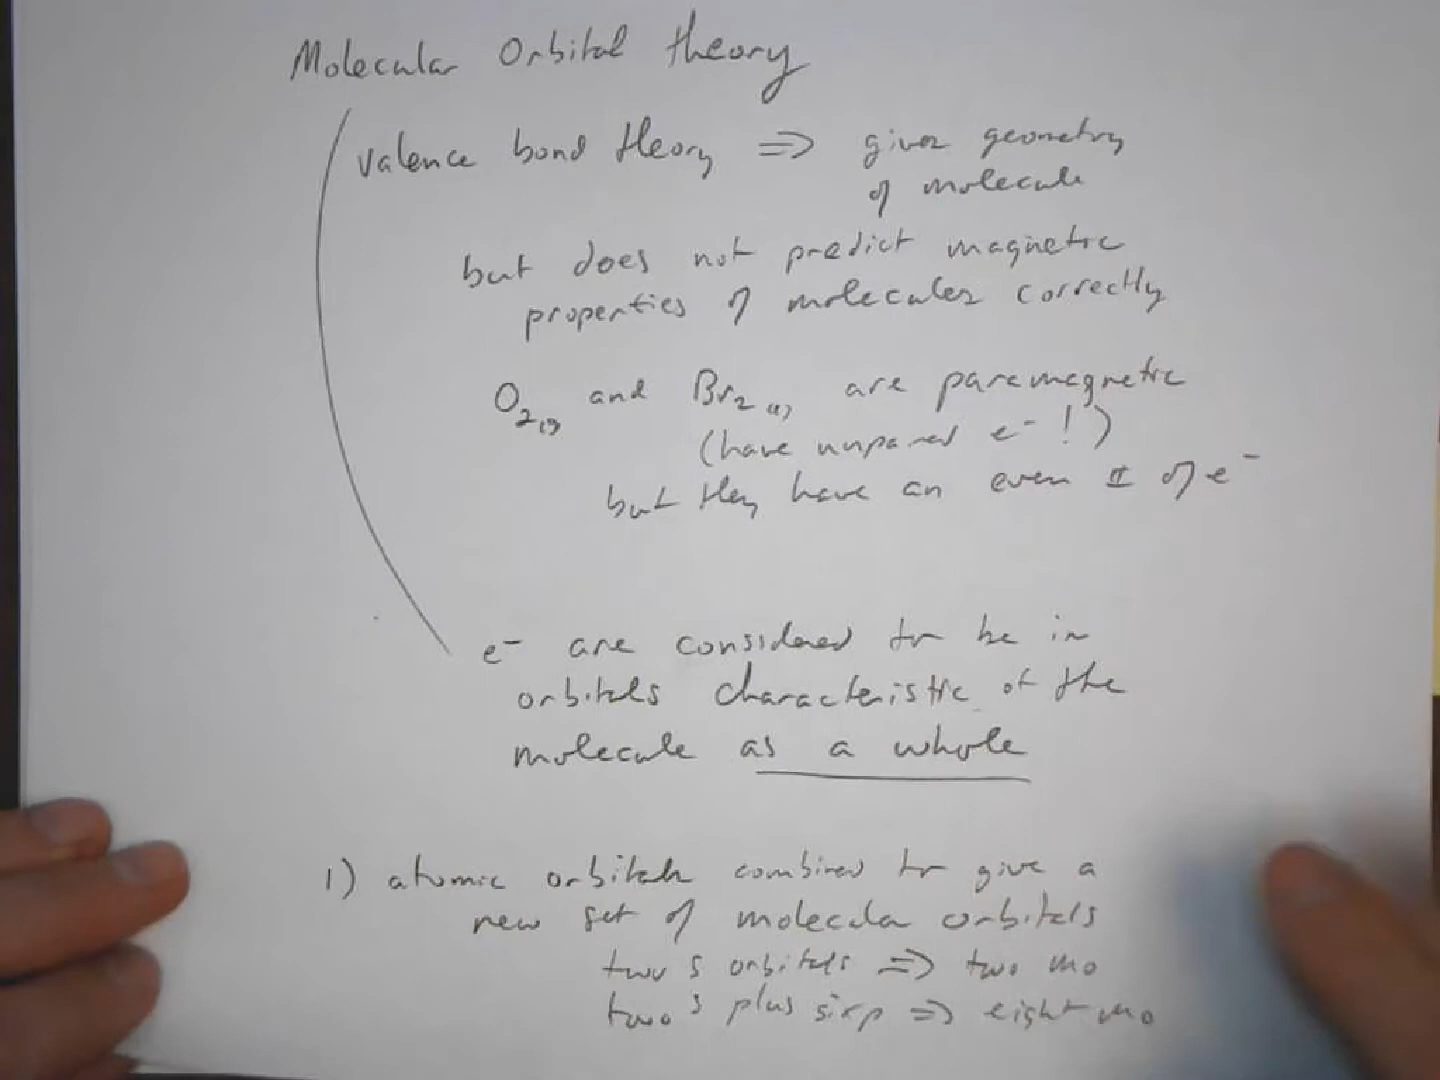 Molecular Orbital theory
valence bond theory ⇒ gives geometry
of molecule
but does not predict magnetic
properties of molecules correctly
O2(g) and Br2(l) are paramagnetic
(have unpaired e- !)
but they have an even # of e-
e- are considered to be in
orbitals characteristic of the
molecule as a whole
1) atomic orbitals combined to give a
new set of molecular orbitals
two s orbitals ⇒ two mo
two s plus six p ⇒ eight mo